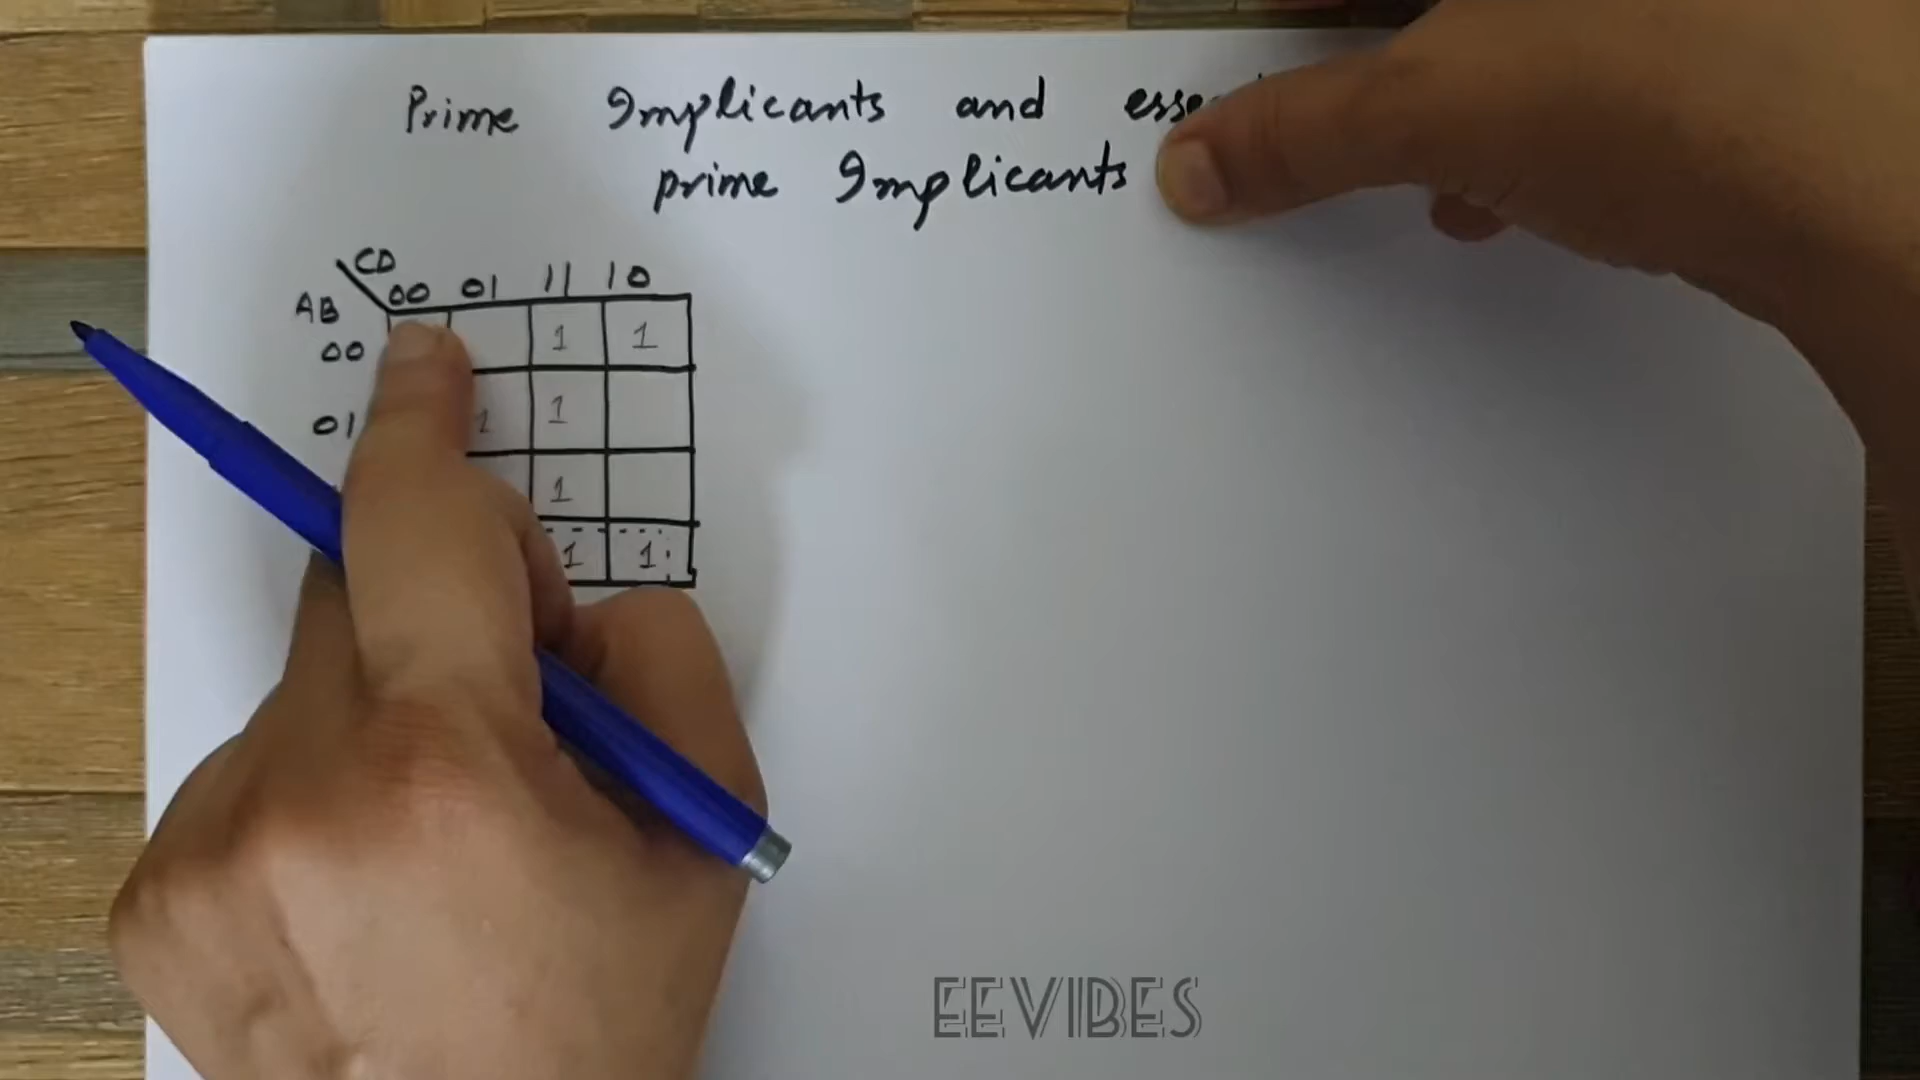 Prime Implicants and
prime Implicants
CD
AB 00 01 11 10
00 1 1
01 1 1
1
1 1
EEVIBES